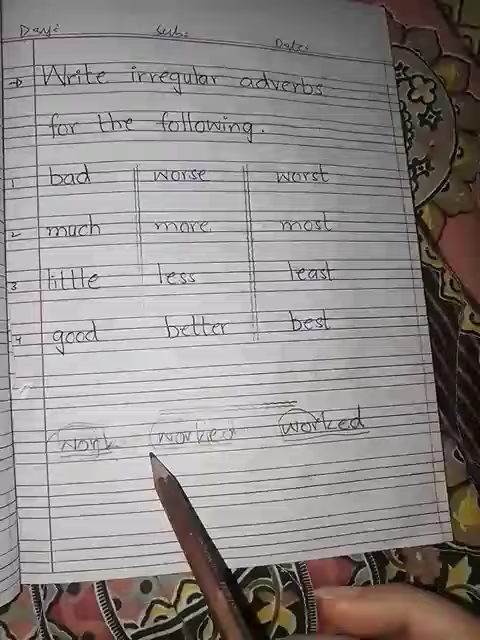 Day: Sub: Date:
→ Write irregular adverbs
for the following.
1 bad worse worst
2 much more most
3 little less least
4 good better best
work worked worked